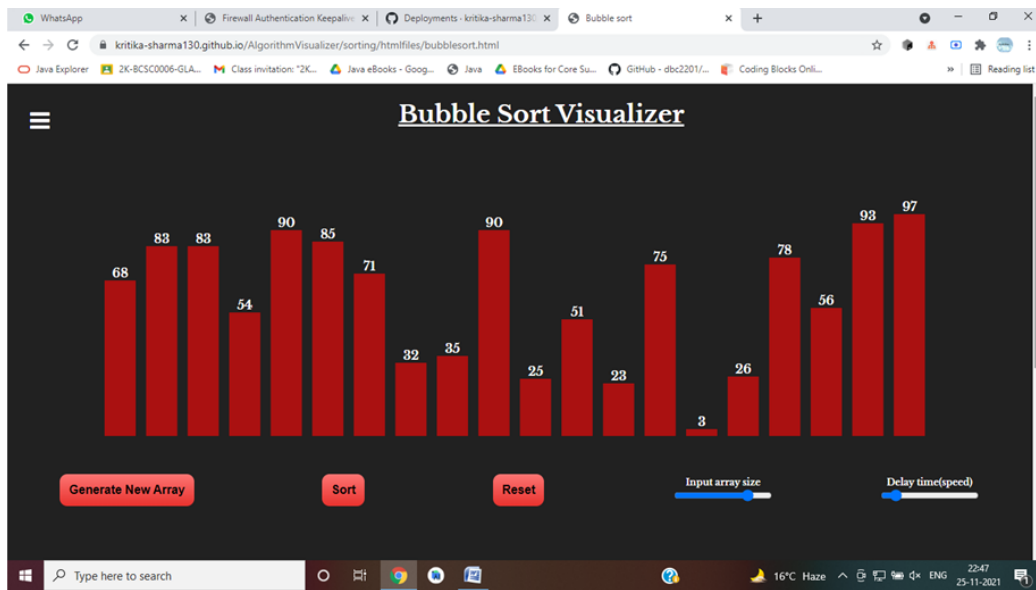 WhatsApp
Firewall Authentication Keepalive
Deployments · kritika-sharma130
Bubble sort
kritika-sharma130.github.io/AlgorithmVisualizer/sorting/htmlfiles/bubblesort.html
Java Explorer 2K-BCSC0006-GLA... Class invitation: "2K... Java eBooks - Goog... Java EBooks for Core Su... GitHub - dbc2201/... Coding Blocks Onli... » Reading list
Bubble Sort Visualizer
68 83 83 54 90 85 71 32 35 90 25 51 23 75 3 26 78 56 93 97
Generate New Array Sort Reset Input array size Delay time(speed)
Type here to search 16°C Haze ENG 22:47
25-11-2021
1